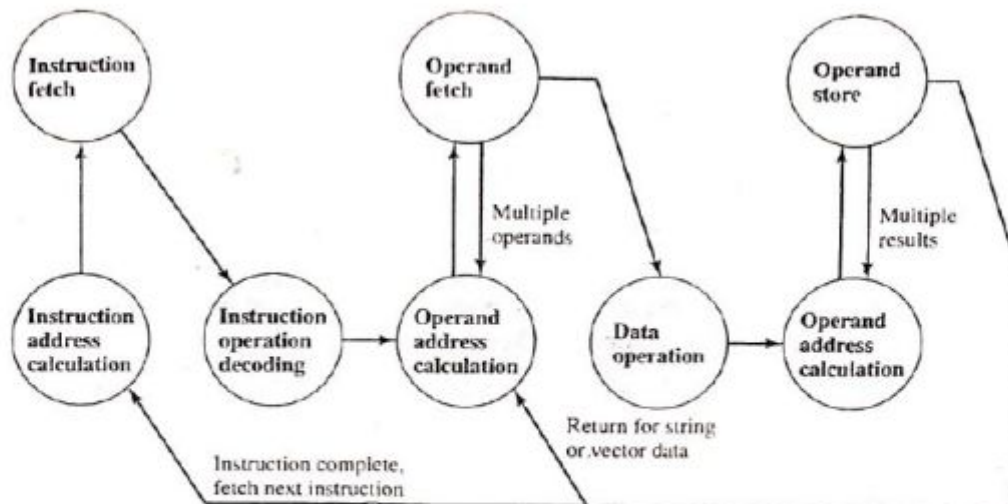 Instruction
fetch
Operand
fetch
Operand
store
Multiple
operands
Multiple
results
Instruction
address
calculation
Instruction
operation
decoding
Operand
address
calculation
Data
operation
Operand
address
calculation
Return for string
or vector data
Instruction complete,
fetch next instruction